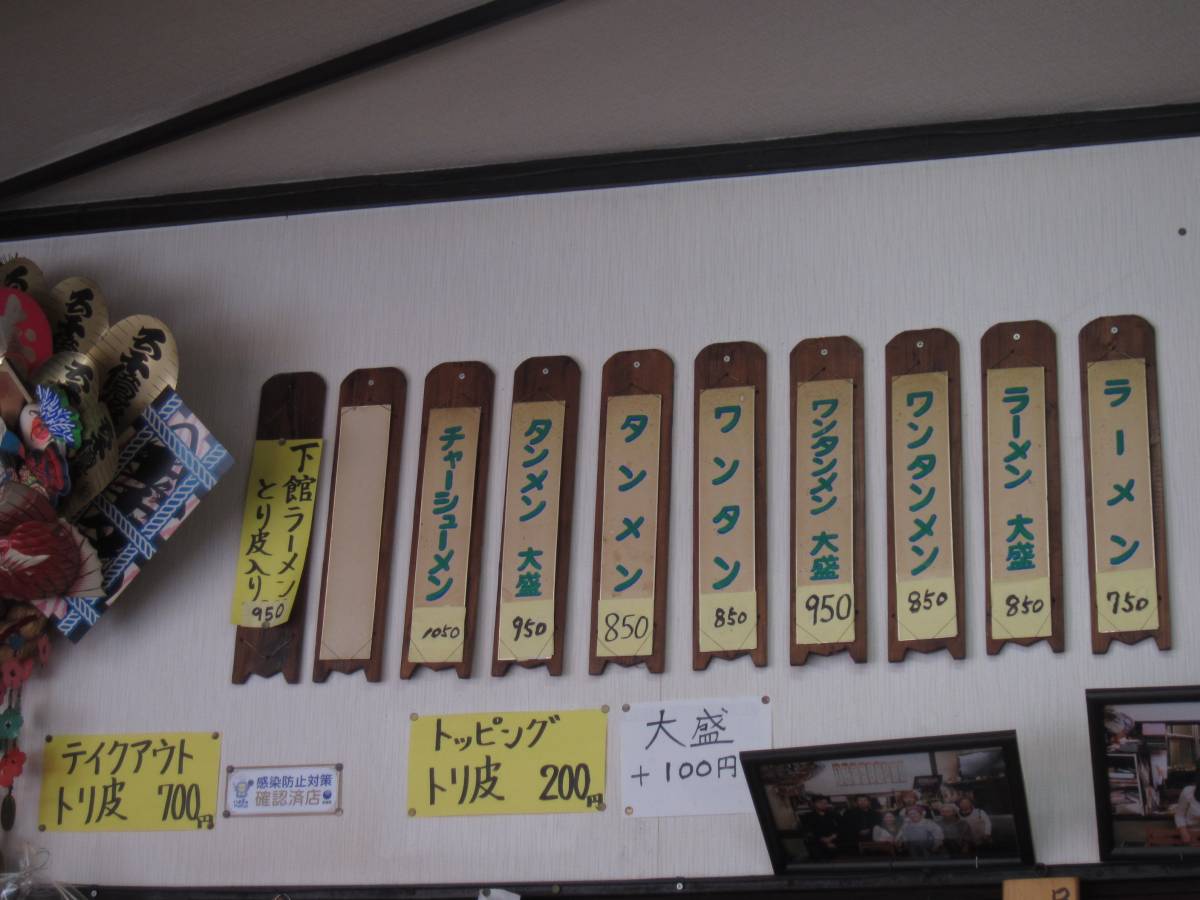 ラーメン
750
ラーメン 大盛
850
ワンタンメン
850
ワンタンメン 大盛
950
ワンタン
850
タンメン
850
タンメン 大盛
950
チャーシューメン
1050
下館ラーメン
とり皮入り
950
テイクアウト
トリ皮 700円
感染防止対策
確認済店
トッピング
トリ皮 200円
大盛
+100円